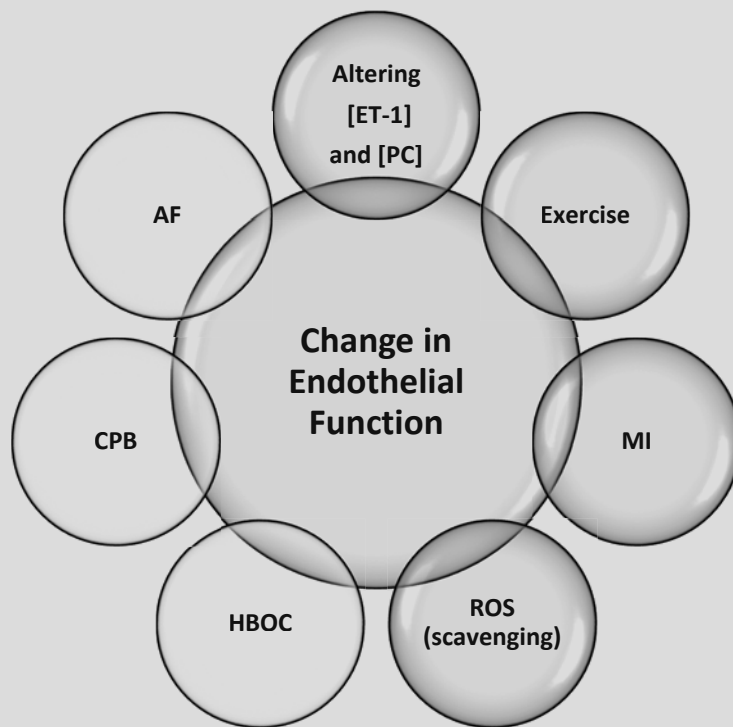 Altering
[ET-1]
and [PC]
Exercise
AF
Change in
Endothelial
Function
MI
CPB
ROS
(scavenging)
HBOC